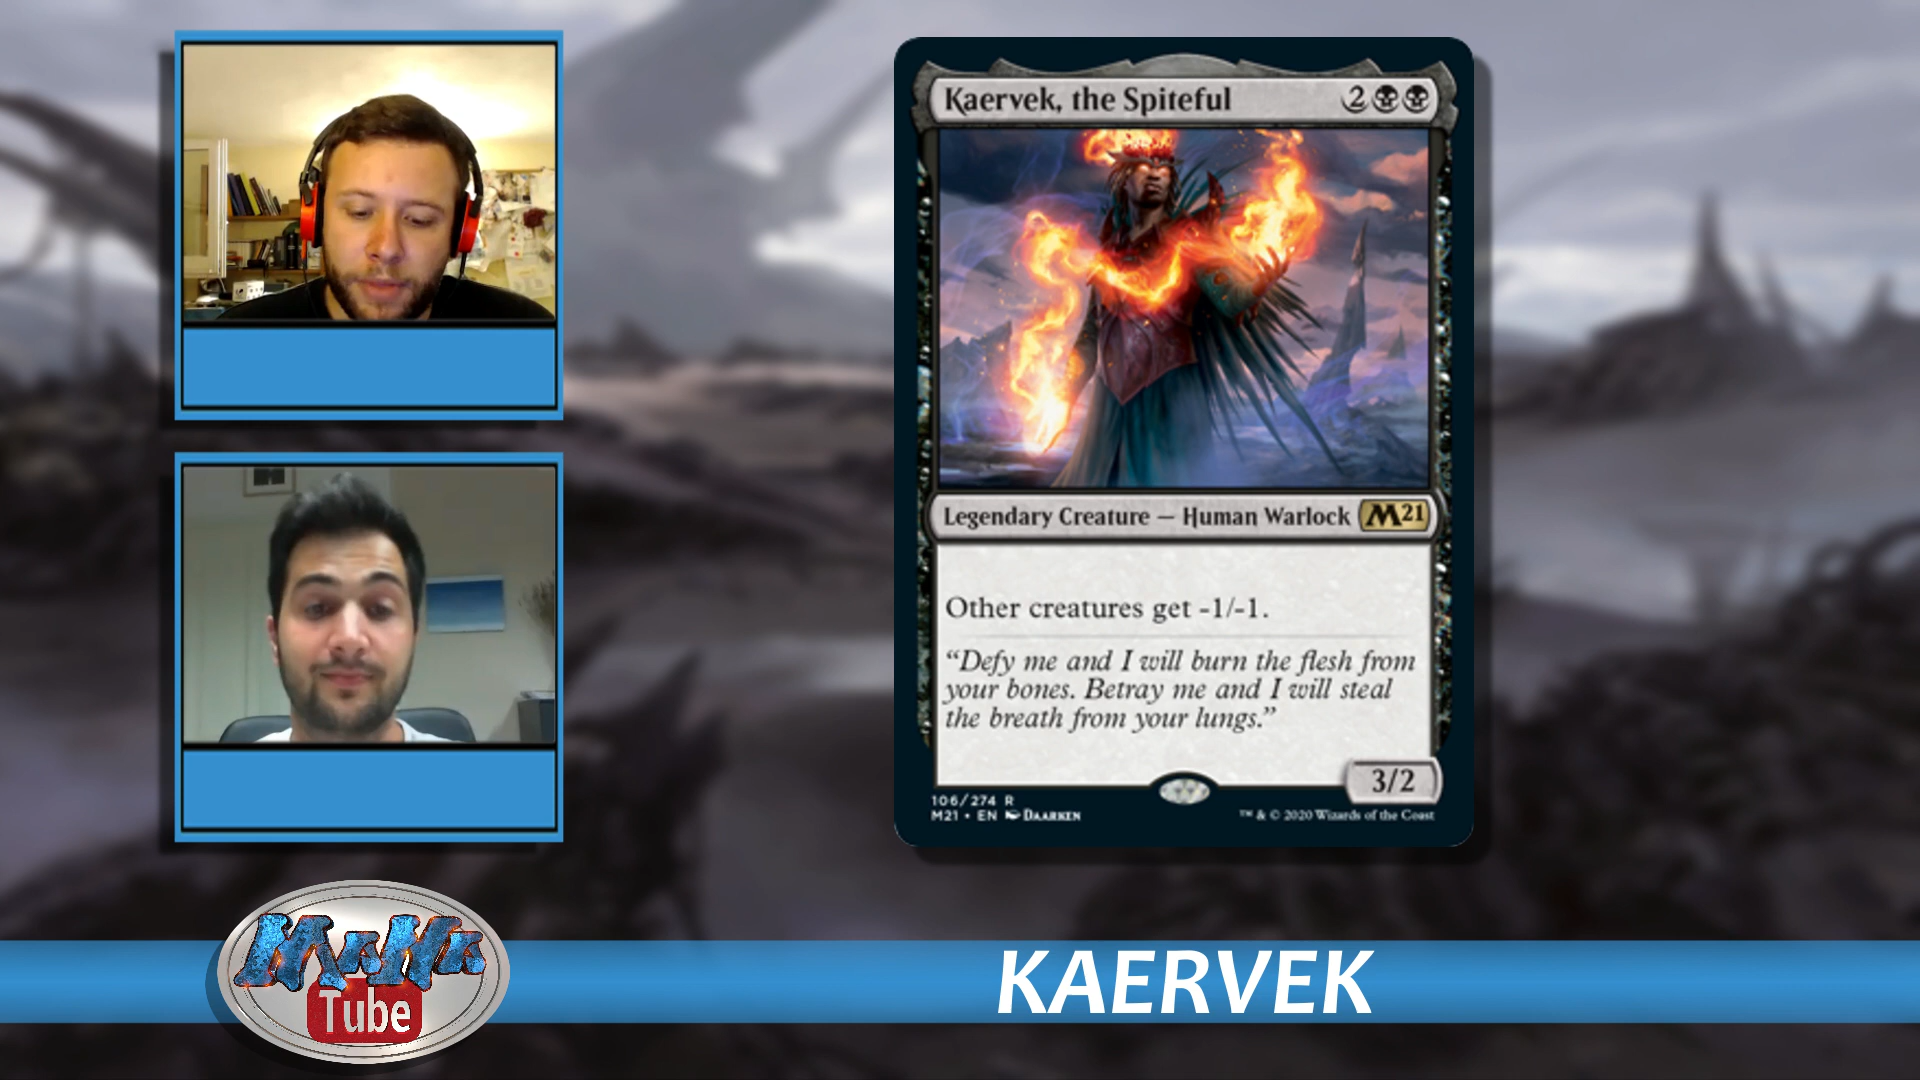 Kaervek, the Spiteful
2
Legendary Creature — Human Warlock
M21
Other creatures get -1/-1.
“Defy me and I will burn the flesh from
your bones. Betray me and I will steal
the breath from your lungs.”
3/2
106/274 R
M21 • EN Daarken
™ & © 2020 Wizards of the Coast
MaNa
Tube
KAERVEK